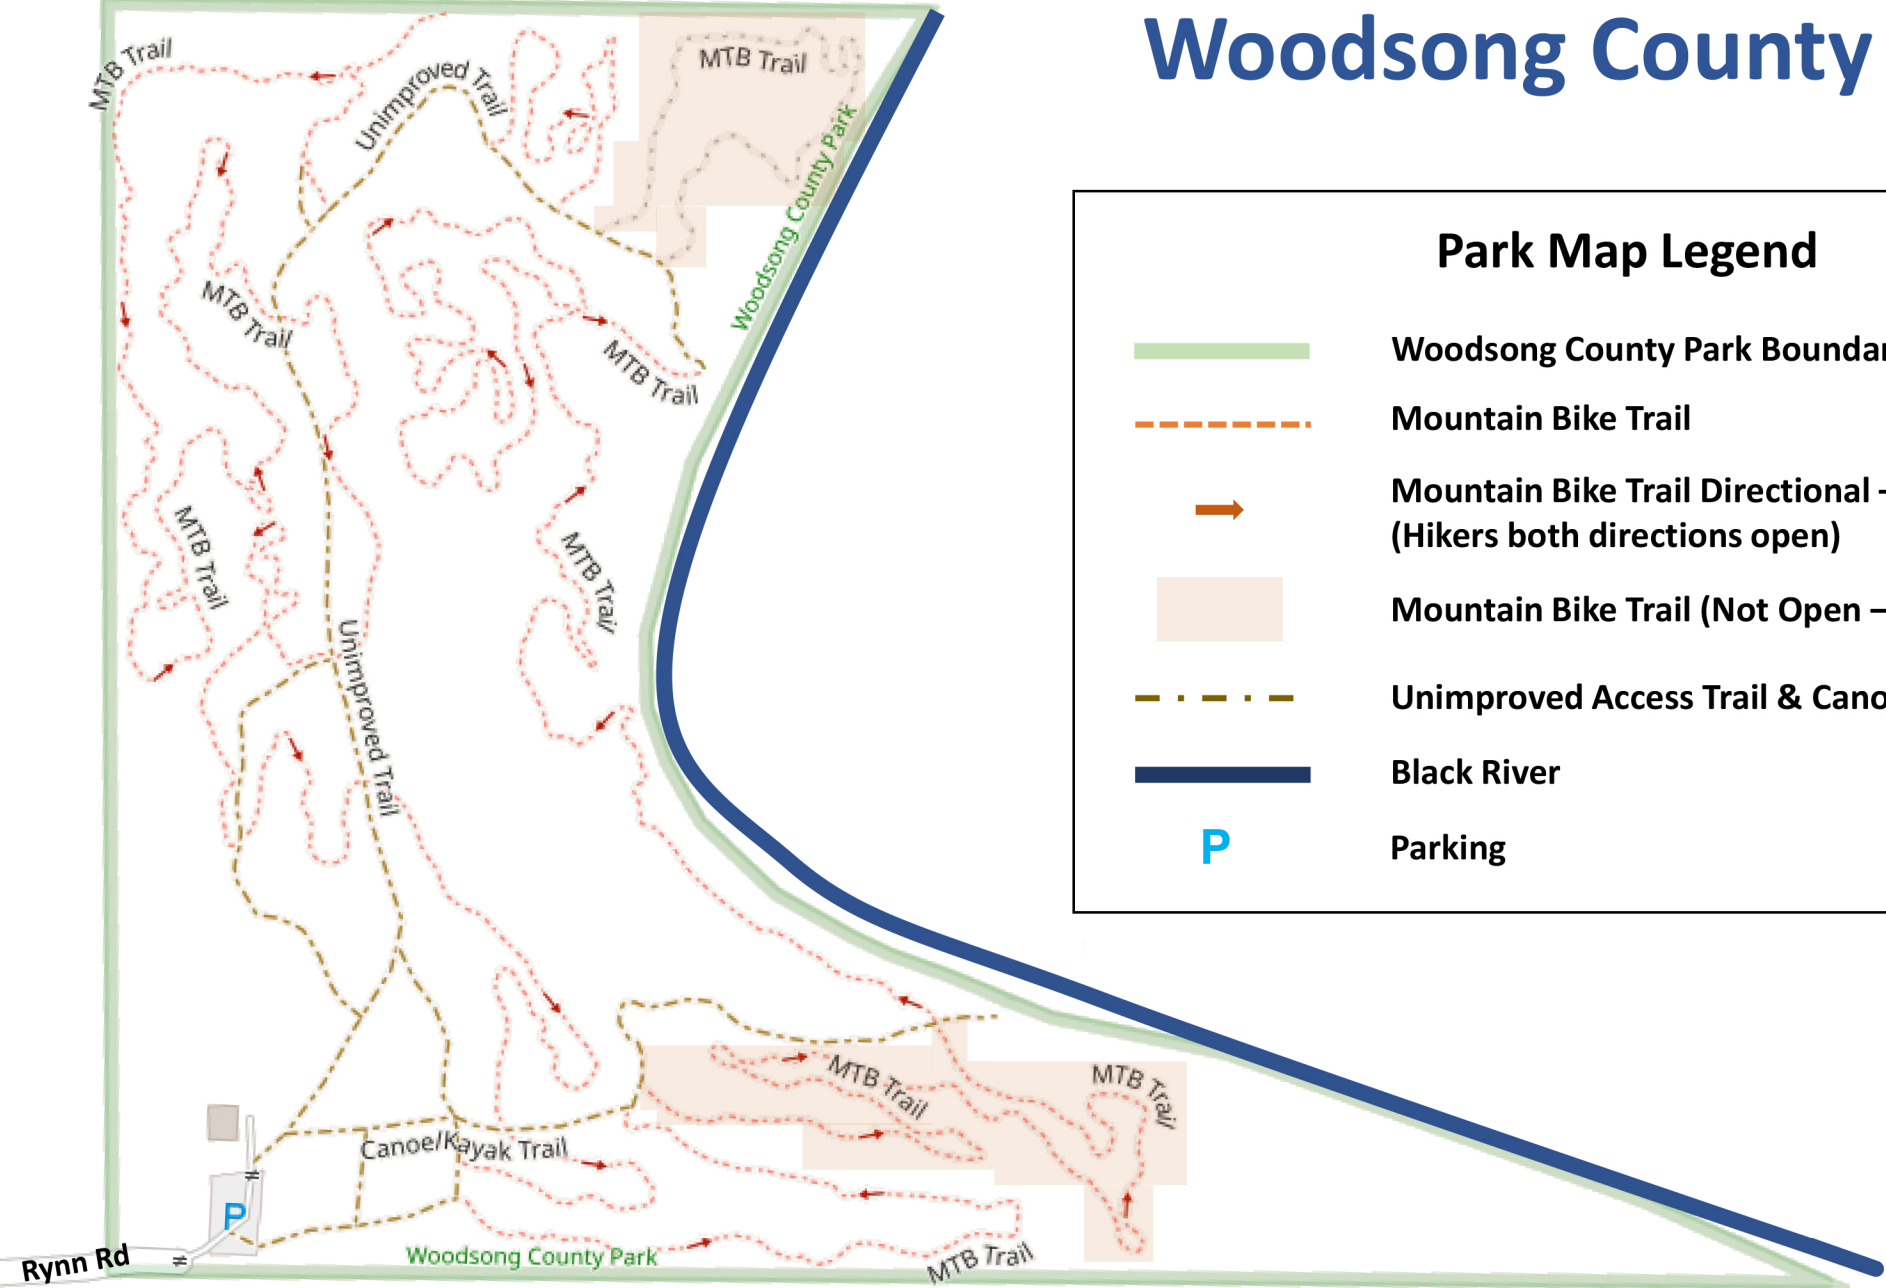 Woodsong County
MTB Trail
Unimproved Trail
MTB Trail
Woodsong County Park
MTB Trail
MTB Trail
MTB Trail
MTB Trail
Unimproved Trail
MTB Trail
MTB Trail
Canoe/Kayak Trail
P
Rynn Rd
Woodsong County Park
MTB Trail
Park Map Legend
Woodsong County Park Boundar
Mountain Bike Trail
Mountain Bike Trail Directional -
(Hikers both directions open)
Mountain Bike Trail (Not Open –
Unimproved Access Trail & Cano
Black River
P
Parking